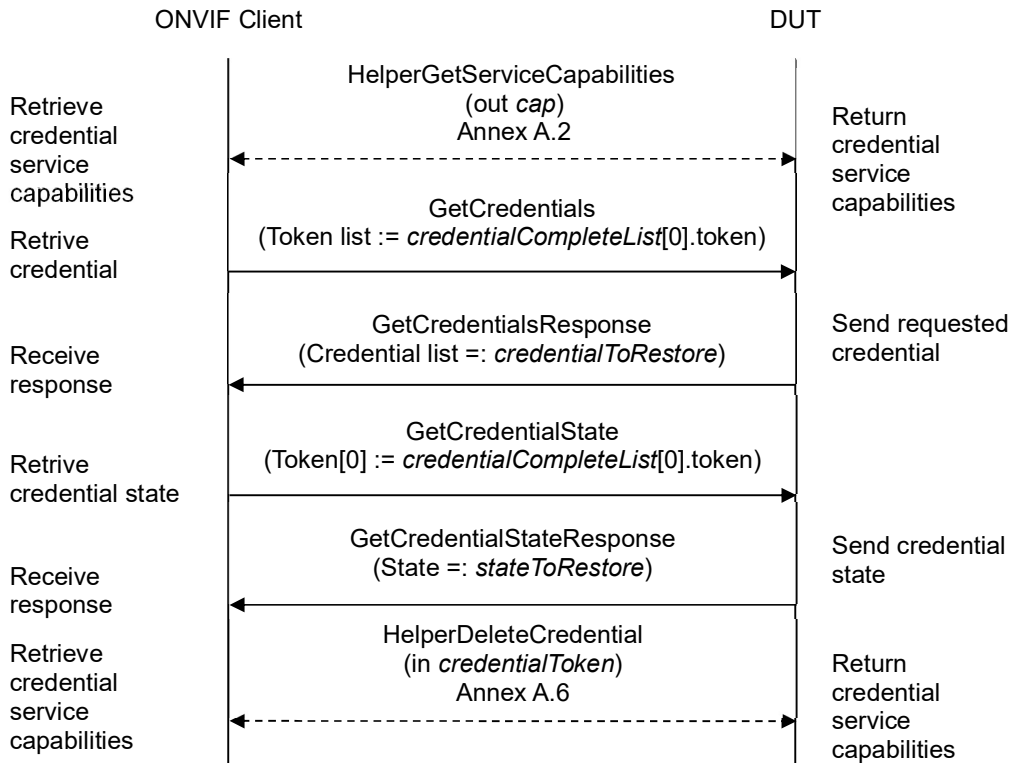 ONVIF Client
DUT
HelperGetServiceCapabilities
(out cap)
Annex A.2
Retrieve
credential
service
capabilities
Return
credential
service
capabilities
GetCredentials
(Token list := credentialCompleteList[0].token)
Retrive
credential
GetCredentialsResponse
(Credential list =: credentialToRestore)
Send requested
credential
Receive
response
GetCredentialState
(Token[0] := credentialCompleteList[0].token)
Retrive
credential state
GetCredentialStateResponse
(State =: stateToRestore)
Send credential
state
Receive
response
HelperDeleteCredential
(in credentialToken)
Annex A.6
Retrieve
credential
service
capabilities
Return
credential
service
capabilities